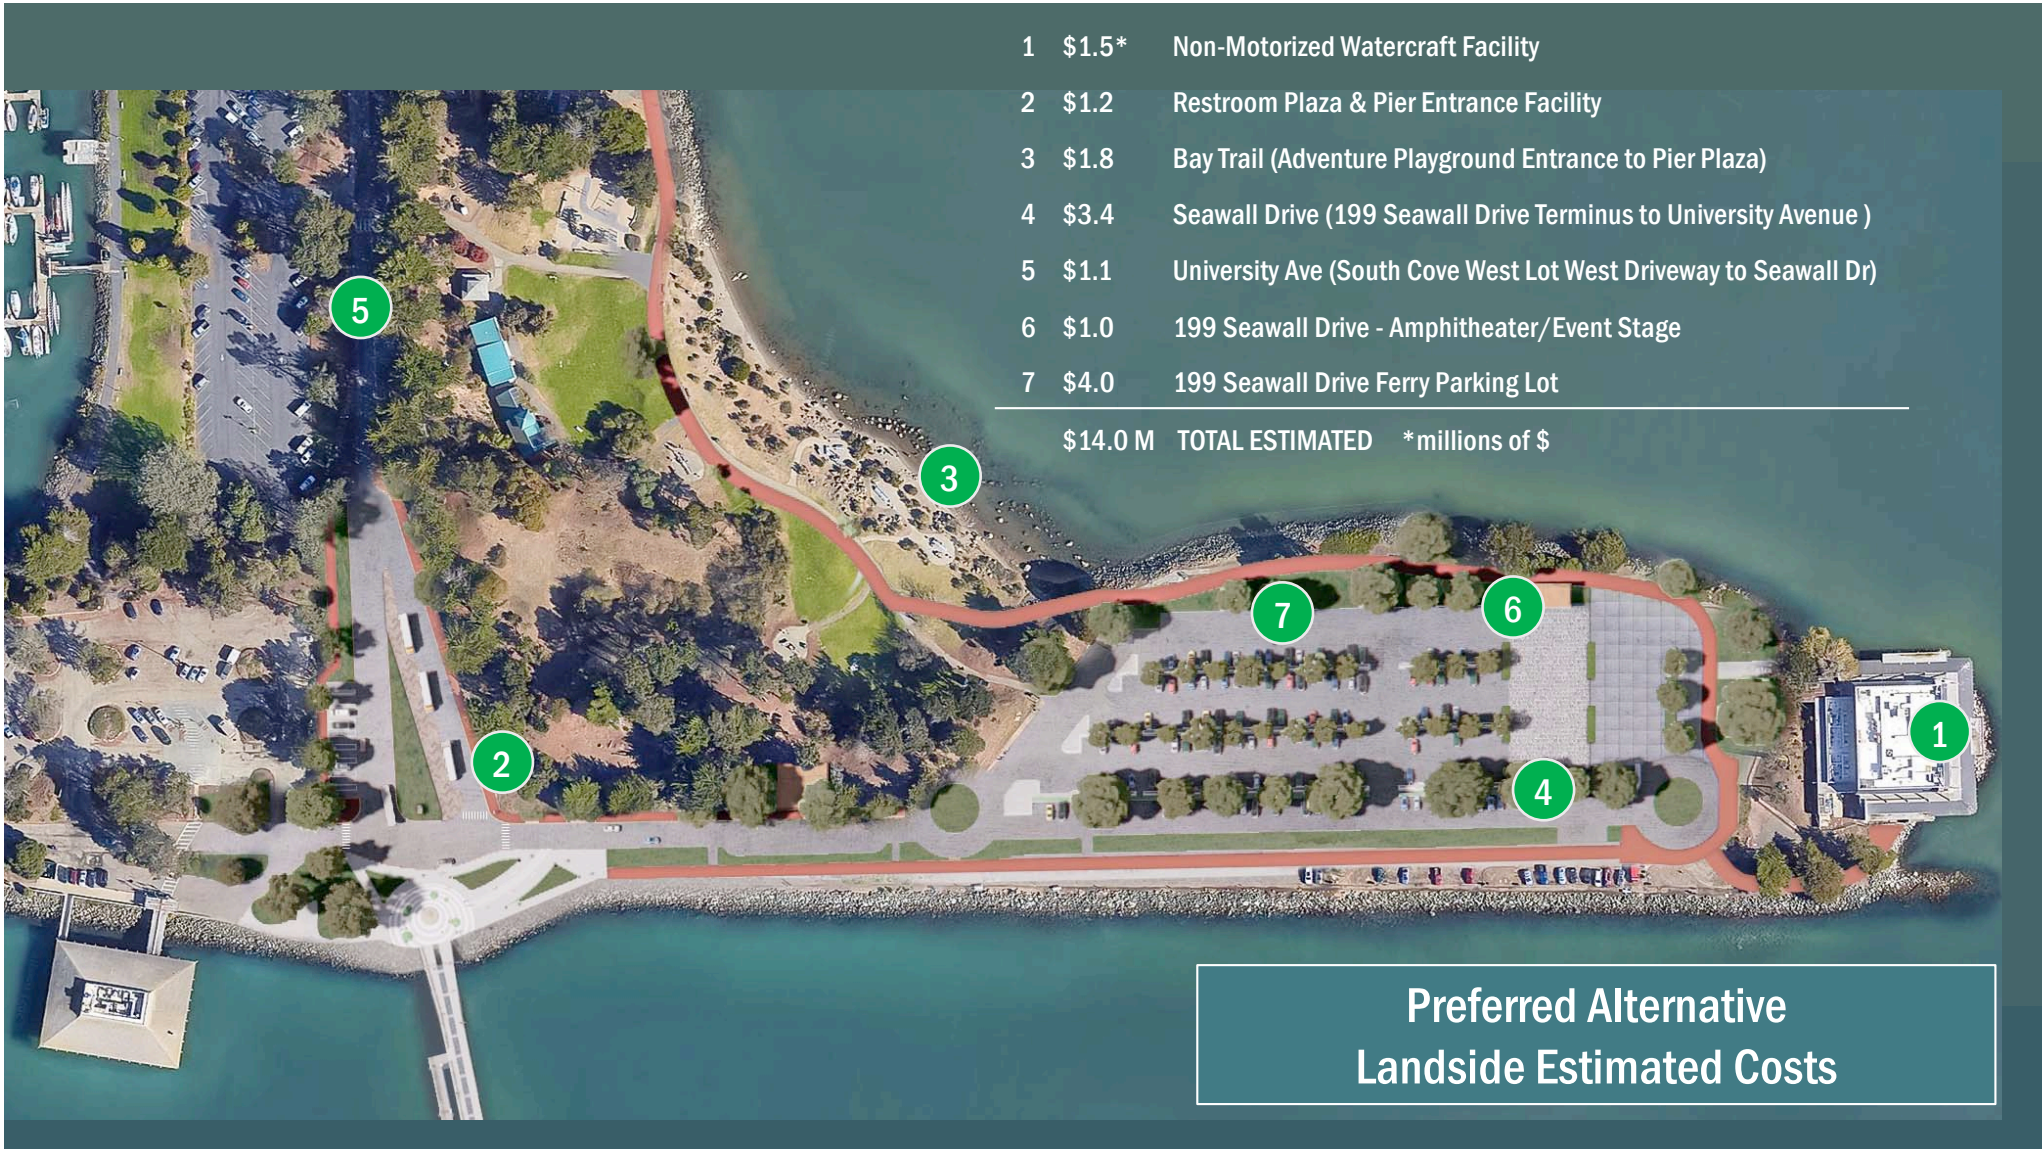 1 $1.5* Non-Motorized Watercraft Facility
2 $1.2 Restroom Plaza & Pier Entrance Facility
3 $1.8 Bay Trail (Adventure Playground Entrance to Pier Plaza)
4 $3.4 Seawall Drive (199 Seawall Drive Terminus to University Avenue )
5 $1.1 University Ave (South Cove West Lot West Driveway to Seawall Dr)
6 $1.0 199 Seawall Drive - Amphitheater/Event Stage
7 $4.0 199 Seawall Drive Ferry Parking Lot
$14.0 M TOTAL ESTIMATED *millions of $
5
3
7
6
1
2
4
Preferred Alternative
Landside Estimated Costs